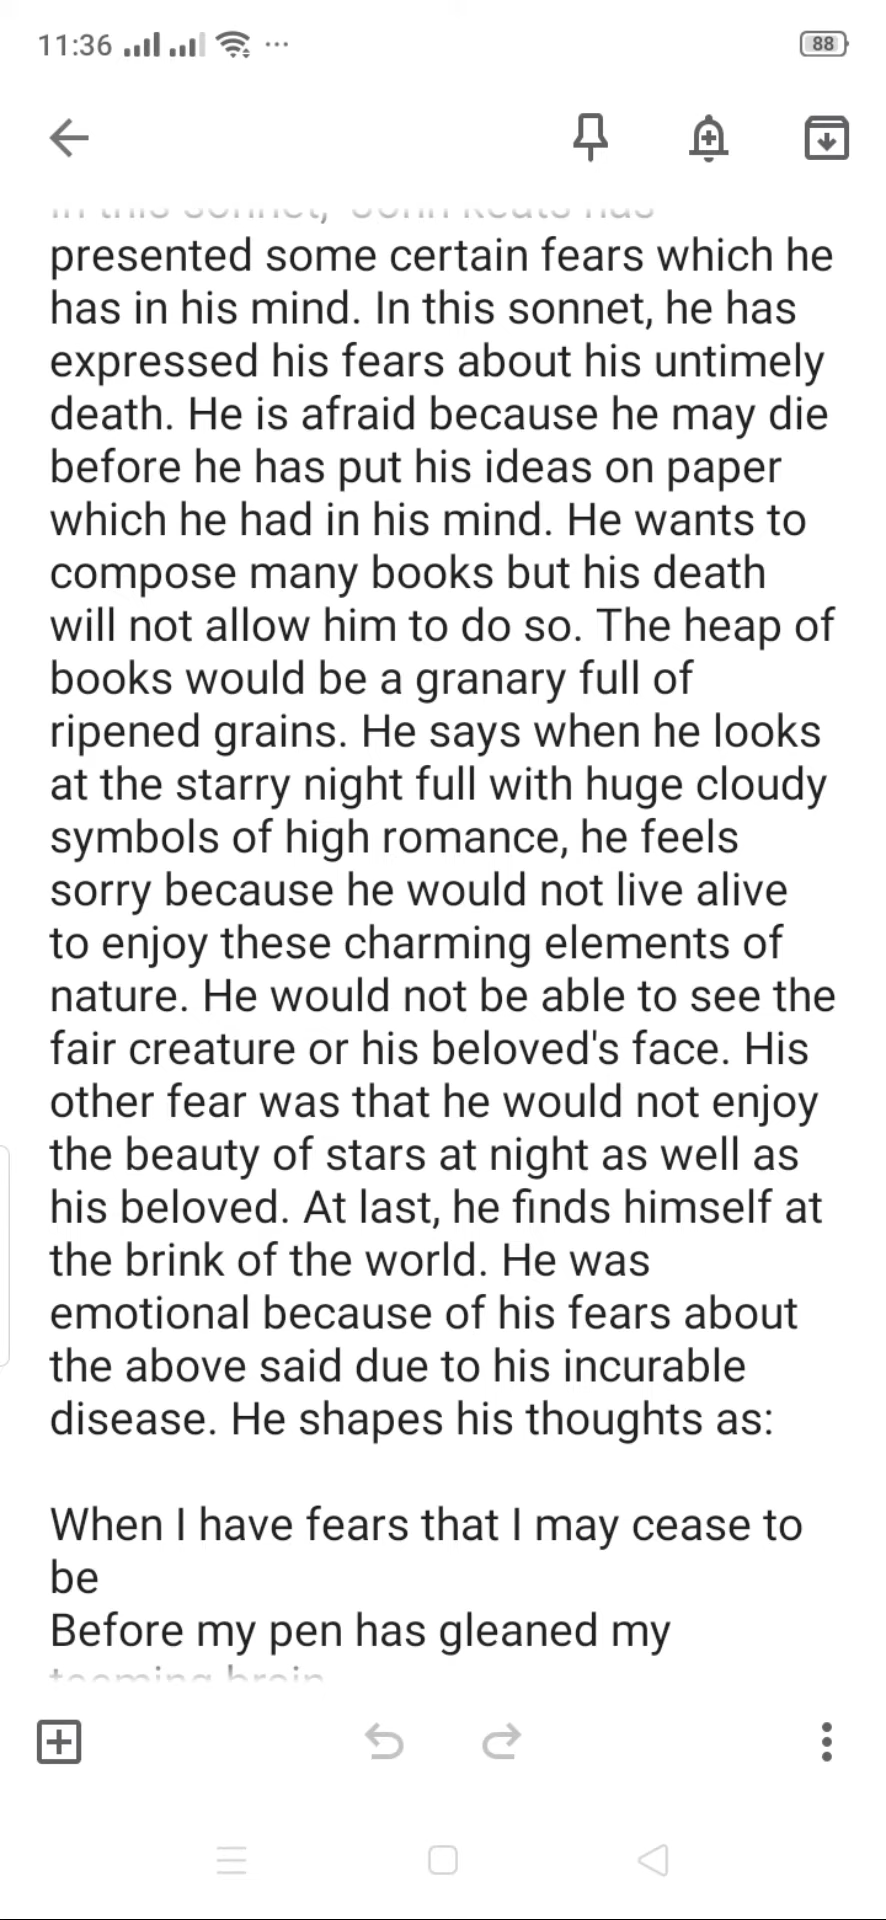 11:36
88
In this sonnet, John Keats has
presented some certain fears which he
has in his mind. In this sonnet, he has
expressed his fears about his untimely
death. He is afraid because he may die
before he has put his ideas on paper
which he had in his mind. He wants to
compose many books but his death
will not allow him to do so. The heap of
books would be a granary full of
ripened grains. He says when he looks
at the starry night full with huge cloudy
symbols of high romance, he feels
sorry because he would not live alive
to enjoy these charming elements of
nature. He would not be able to see the
fair creature or his beloved's face. His
other fear was that he would not enjoy
the beauty of stars at night as well as
his beloved. At last, he finds himself at
the brink of the world. He was
emotional because of his fears about
the above said due to his incurable
disease. He shapes his thoughts as:
When I have fears that I may cease to
be
Before my pen has gleaned my
teeming brain